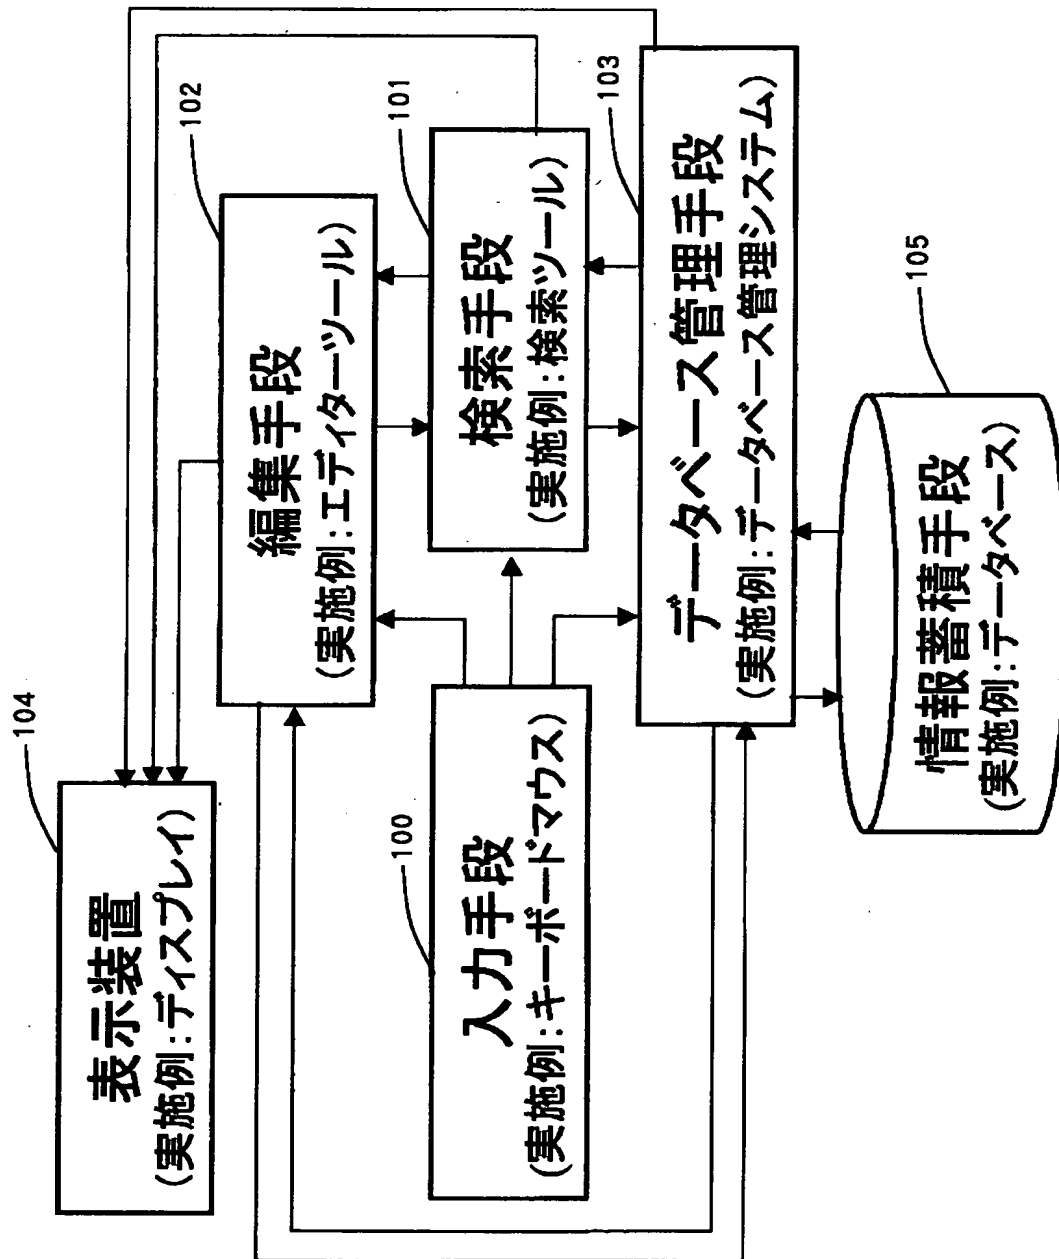 104
表示装置
(実施例:ディスプレイ)
102
編集手段
(実施例:エディターツール)
101
検索手段
(実施例:検索ツール)
100
入力手段
(実施例:キーボードマウス)
103
データベース管理手段
(実施例:データベース管理システム)
105
情報蓄積手段
(実施例:データベース)